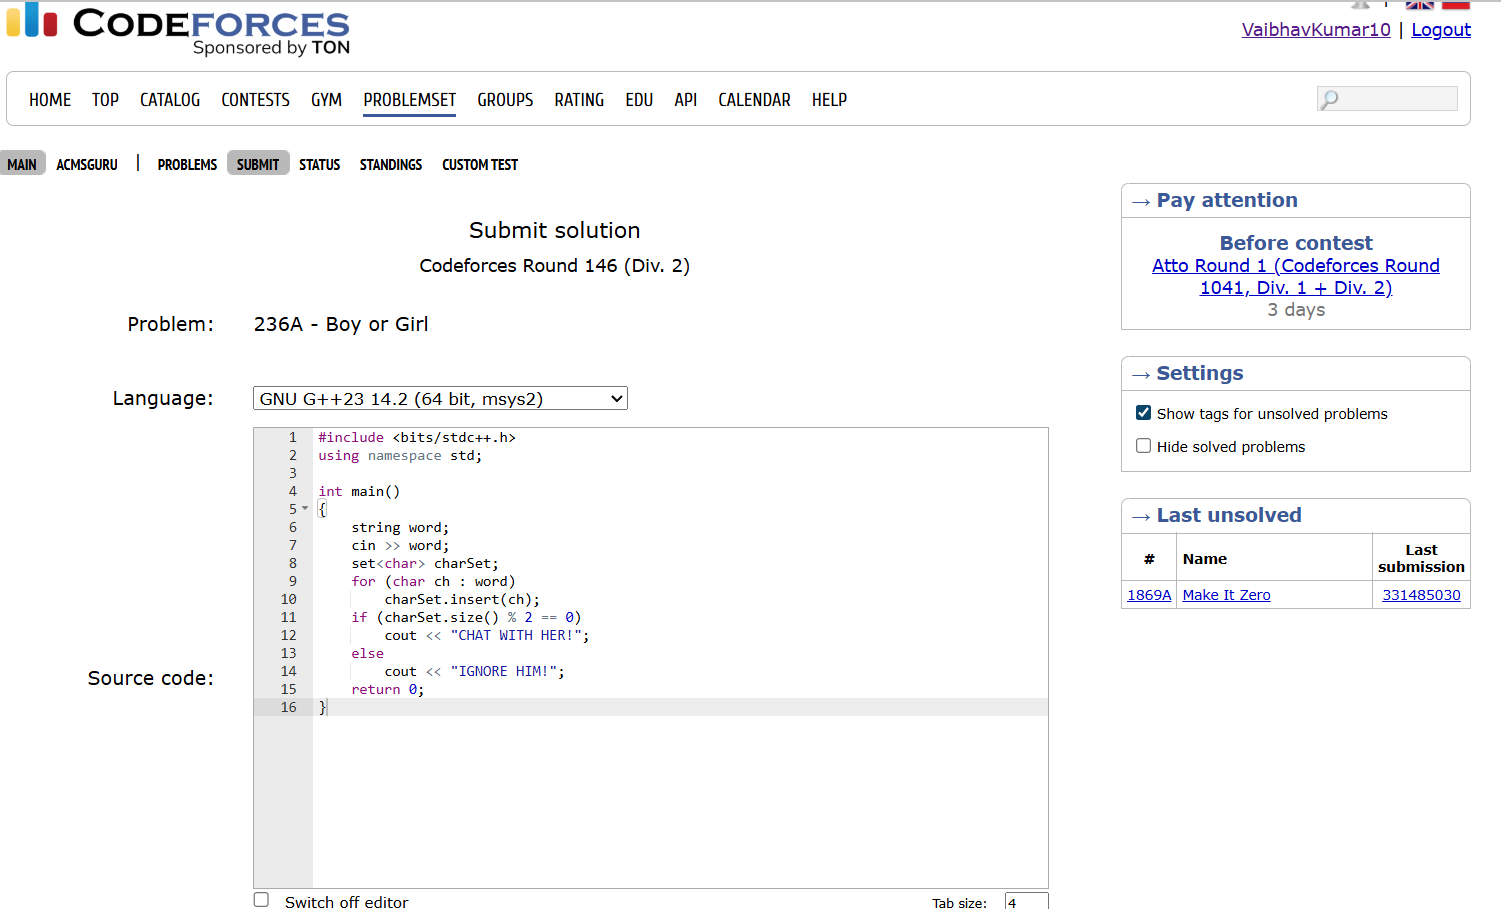 CODEFORCES
Sponsored by TON
VaibhavKumar10 | Logout
HOME TOP CATALOG CONTESTS GYM PROBLEMSET GROUPS RATING EDU API CALENDAR HELP
MAIN ACMSGURU | PROBLEMS SUBMIT STATUS STANDINGS CUSTOM TEST
Submit solution
Codeforces Round 146 (Div. 2)
Problem: 236A - Boy or Girl
Language: GNU G++23 14.2 (64 bit, msys2)
Source code:
1 #include <bits/stdc++.h>
2 using namespace std;
3
4 int main()
5 {
6     string word;
7     cin >> word;
8     set<char> charSet;
9     for (char ch : word)
10         charSet.insert(ch);
11     if (charSet.size() % 2 == 0)
12         cout << "CHAT WITH HER!";
13     else
14         cout << "IGNORE HIM!";
15     return 0;
16 }
Switch off editor
Tab size: 4
→ Pay attention
Before contest
Atto Round 1 (Codeforces Round
1041, Div. 1 + Div. 2)
3 days
→ Settings
Show tags for unsolved problems
Hide solved problems
→ Last unsolved
# Name Last
submission
1869A Make It Zero 331485030